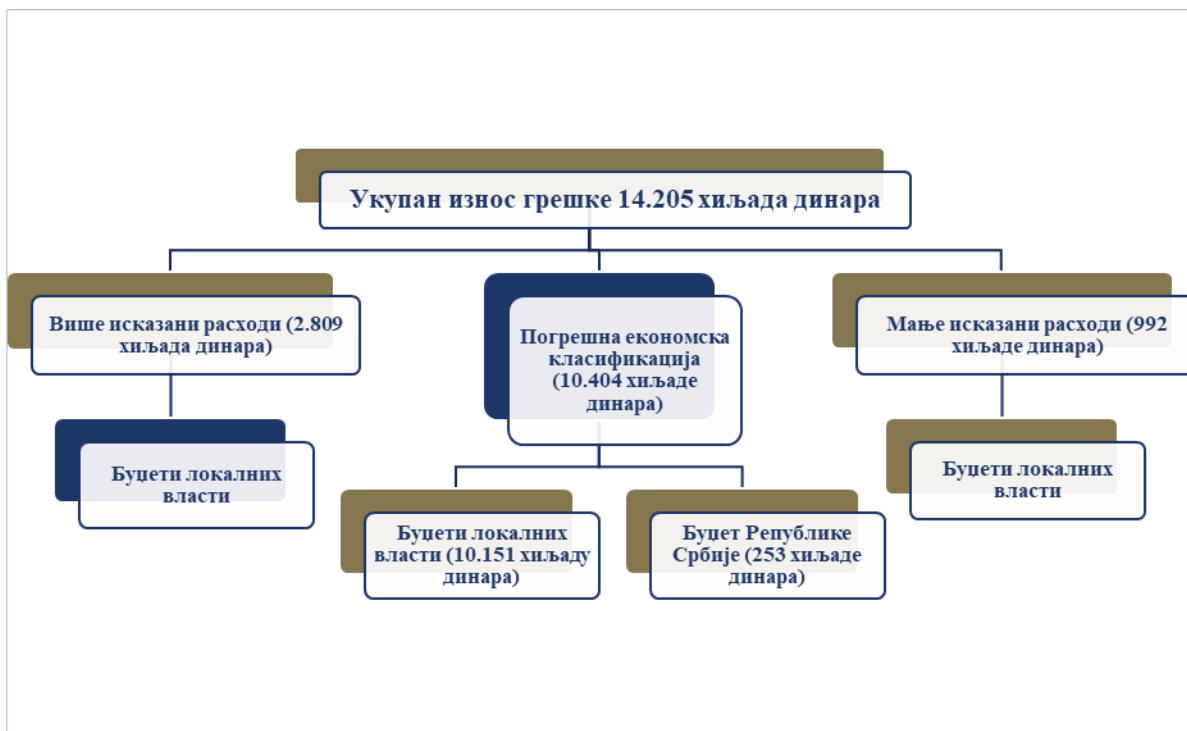 Укупан износ грешке 14.205 хиљада динара
Више исказани расходи (2.809
хиљада динара)
Погрешна економска
класификација
(10.404 хиљаде
динара)
Мање исказани расходи (992
хиљаде динара)
Буџети локалних
власти
Буџети локалних
власти (10.151 хиљаду
динара)
Буџет Републике
Србије (253 хиљаде
динара)
Буџети локалних
власти